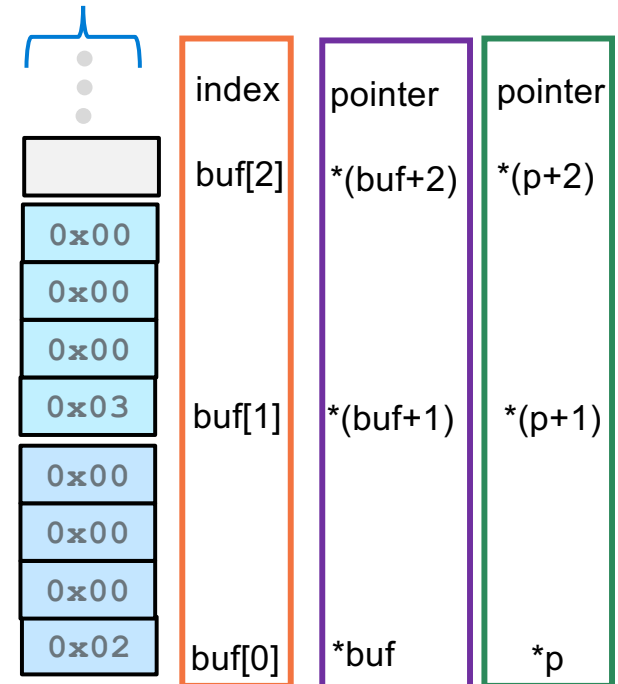 index pointer pointer
buf[2] *(buf+2) *(p+2)
0x00
0x00
0x00
0x03 buf[1] *(buf+1) *(p+1)
0x00
0x00
0x00
0x02 buf[0] *buf *p